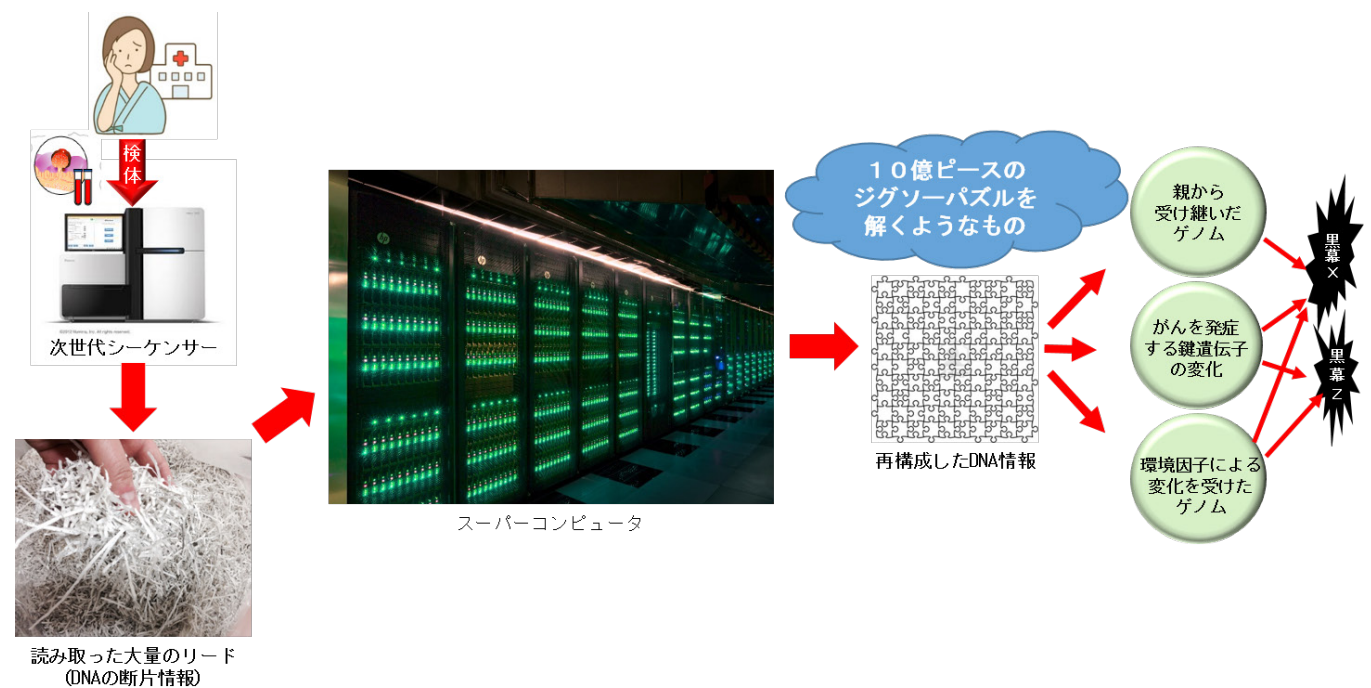 検
体
次世代シーケンサー
読み取った大量のリード
(DNAの断片情報)
スーパーコンピュータ
10億ピースの
ジグソーパズルを
解くようなもの
再構成したDNA情報
親から
受け継いだ
ゲノム
がんを発症
する鍵遺伝子
の変化
環境因子による
変化を受けた
ゲノム
黒幕X
黒幕Z